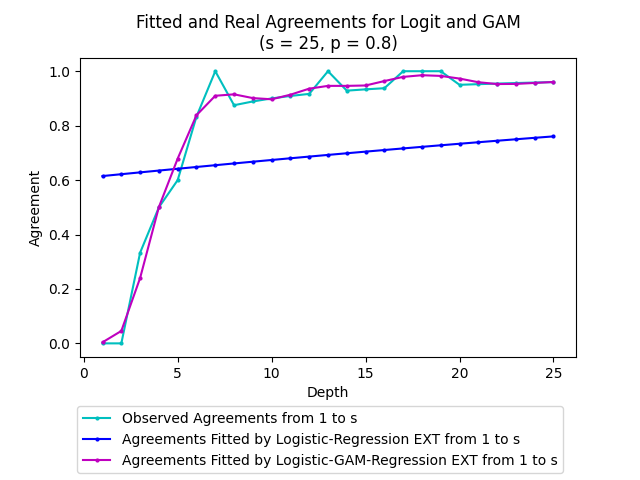 Fitted and Real Agreements for Logit and GAM
(s = 25, p = 0.8)
1.0
0.8
0.6
0.4
0.2
0.0
Agreement
0 5 10 15 20 25
Depth
Observed Agreements from 1 to s
Agreements Fitted by Logistic-Regression EXT from 1 to s
Agreements Fitted by Logistic-GAM-Regression EXT from 1 to s